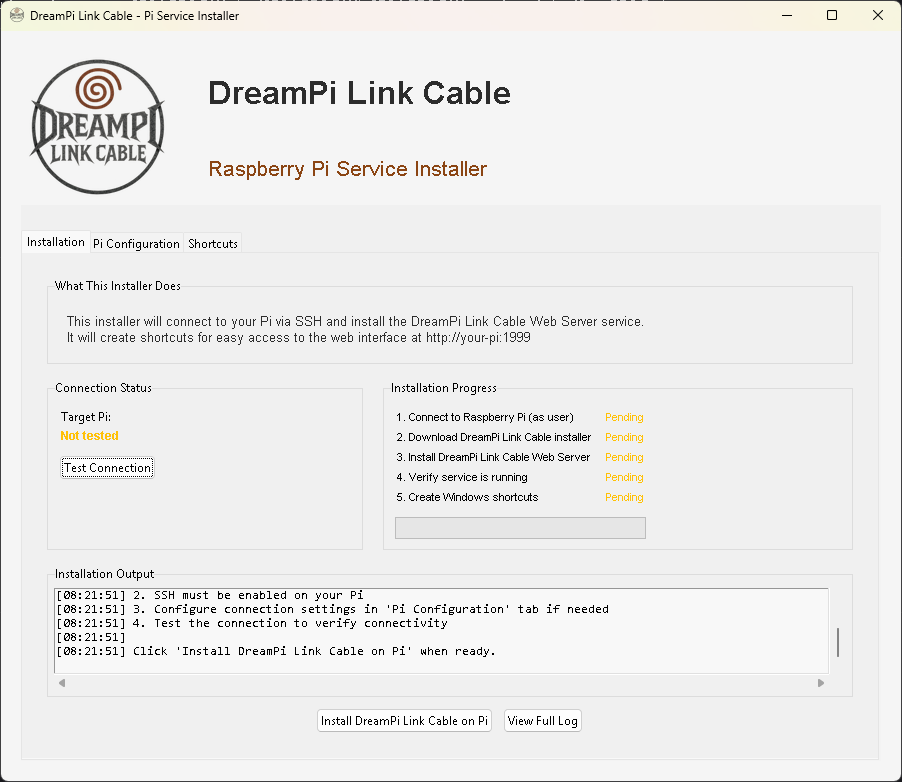 DreamPi Link Cable - Pi Service Installer
DREAMPI
LINK CABLE
DreamPi Link Cable
Raspberry Pi Service Installer
Installation
Pi Configuration
Shortcuts
What This Installer Does
This installer will connect to your Pi via SSH and install the DreamPi Link Cable Web Server service.
It will create shortcuts for easy access to the web interface at http://your-pi:1999
Connection Status
Target Pi:
Not tested
Test Connection
Installation Progress
1. Connect to Raspberry Pi (as user) Pending
2. Download DreamPi Link Cable installer Pending
3. Install DreamPi Link Cable Web Server Pending
4. Verify service is running Pending
5. Create Windows shortcuts Pending
Installation Output
[08:21:51] 2. SSH must be enabled on your Pi
[08:21:51] 3. Configure connection settings in 'Pi Configuration' tab if needed
[08:21:51] 4. Test the connection to verify connectivity
[08:21:51]
[08:21:51] Click 'Install DreamPi Link Cable on Pi' when ready.
Install DreamPi Link Cable on Pi
View Full Log